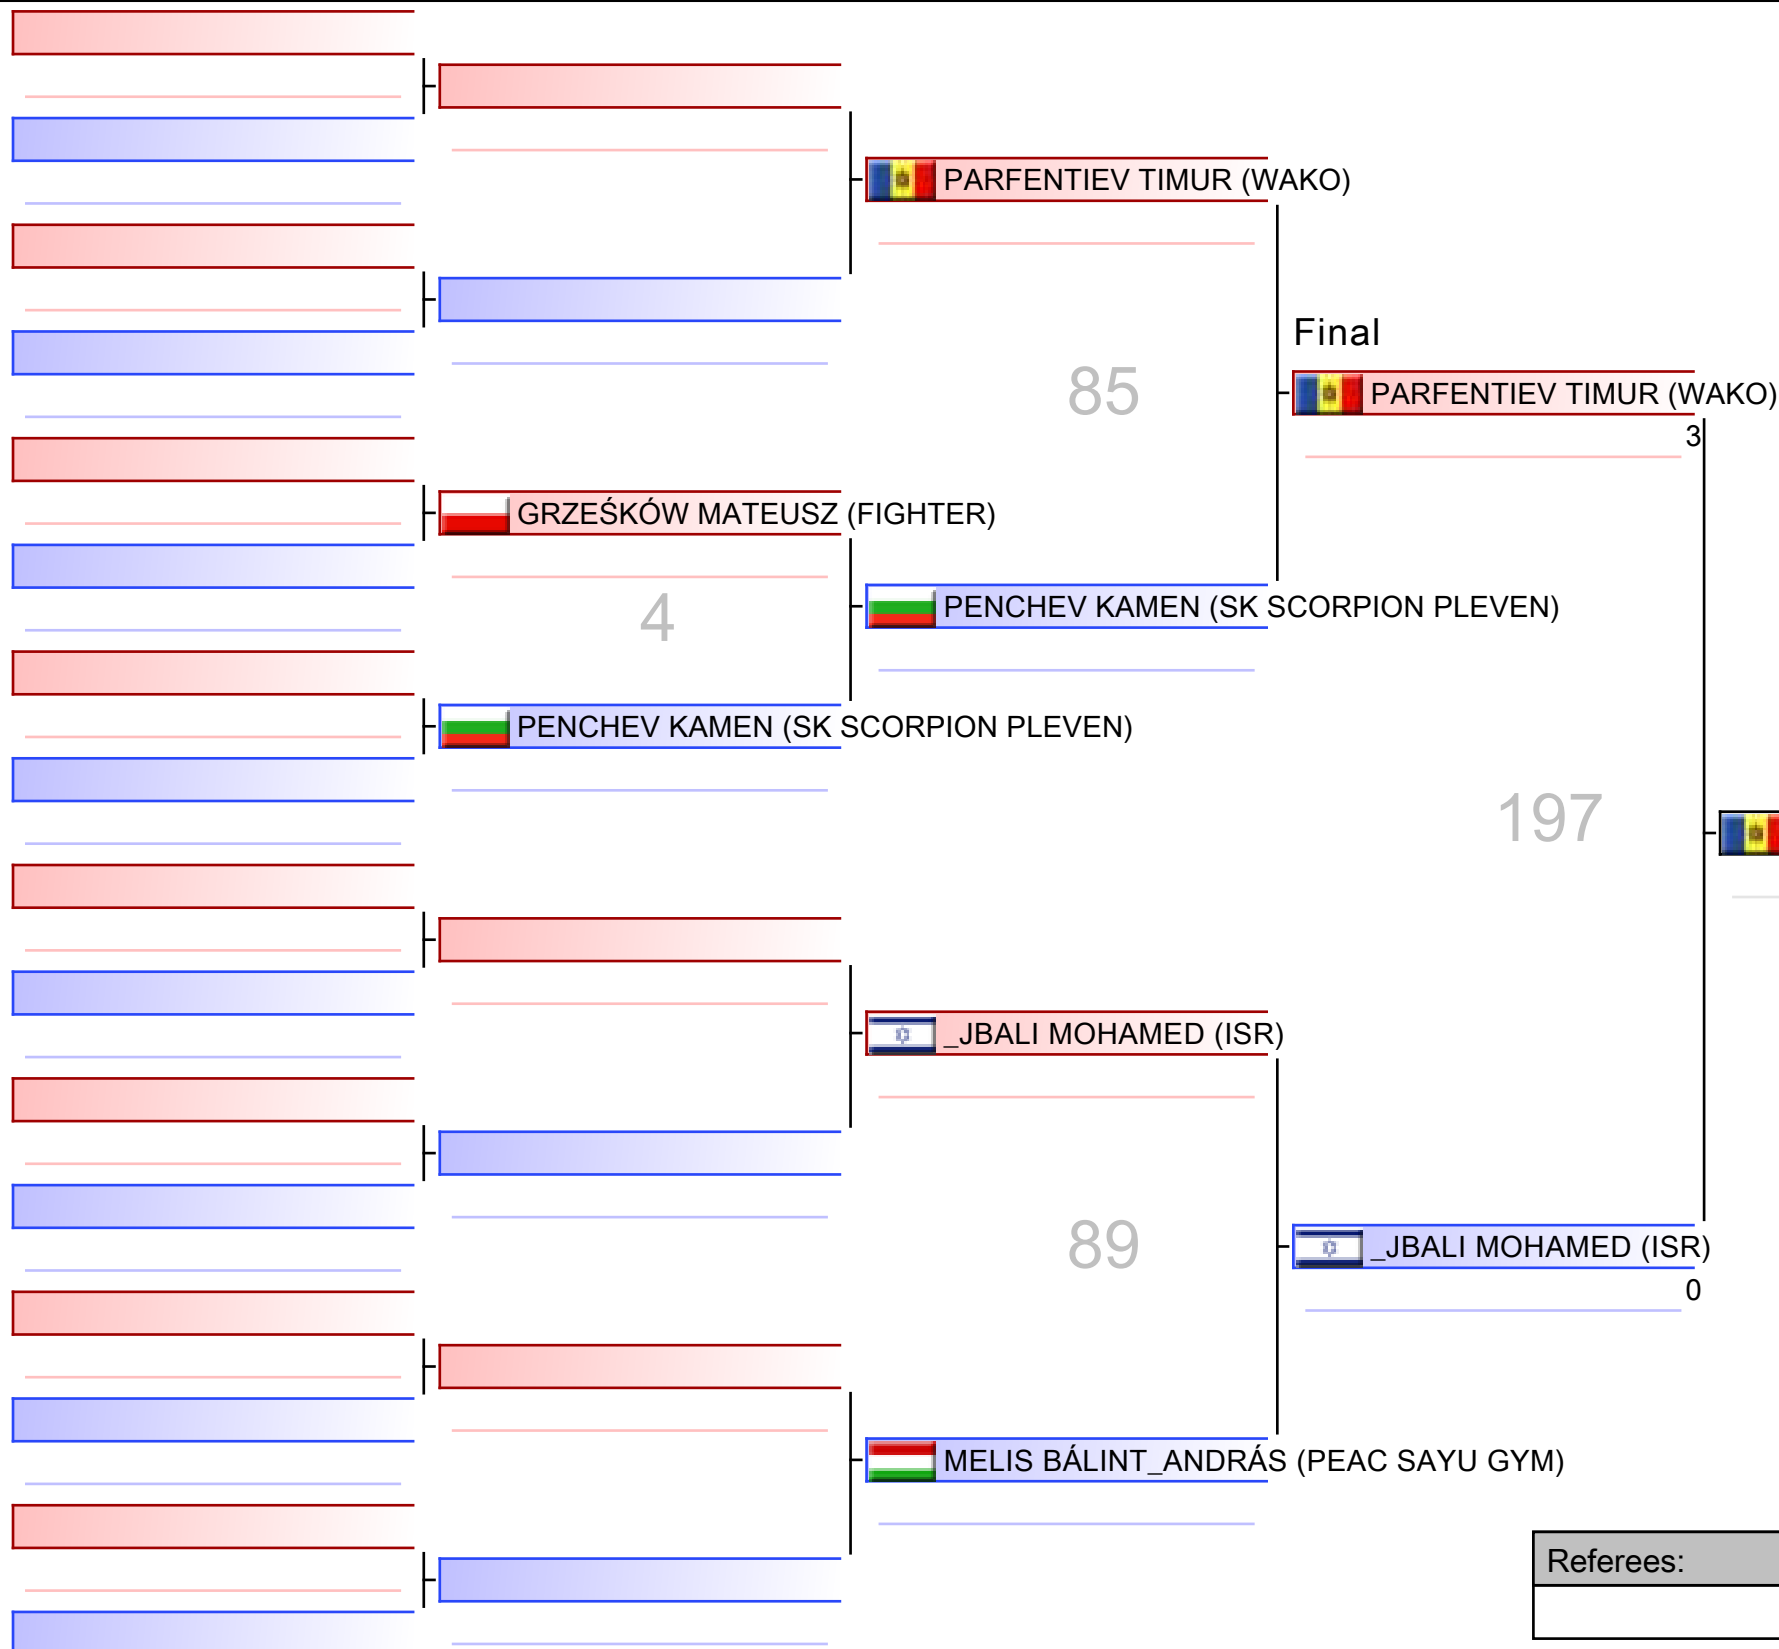 PARFENTIEV TIMUR (WAKO)
Final
85
PARFENTIEV TIMUR (WAKO)
3
GRZEŚKÓW MATEUSZ (FIGHTER)
4
PENCHEV KAMEN (SK SCORPION PLEVEN)
PENCHEV KAMEN (SK SCORPION PLEVEN)
197
_JBALI MOHAMED (ISR)
89
_JBALI MOHAMED (ISR)
0
MELIS BÁLINT_ANDRÁS (PEAC SAYU GYM)
Referees: